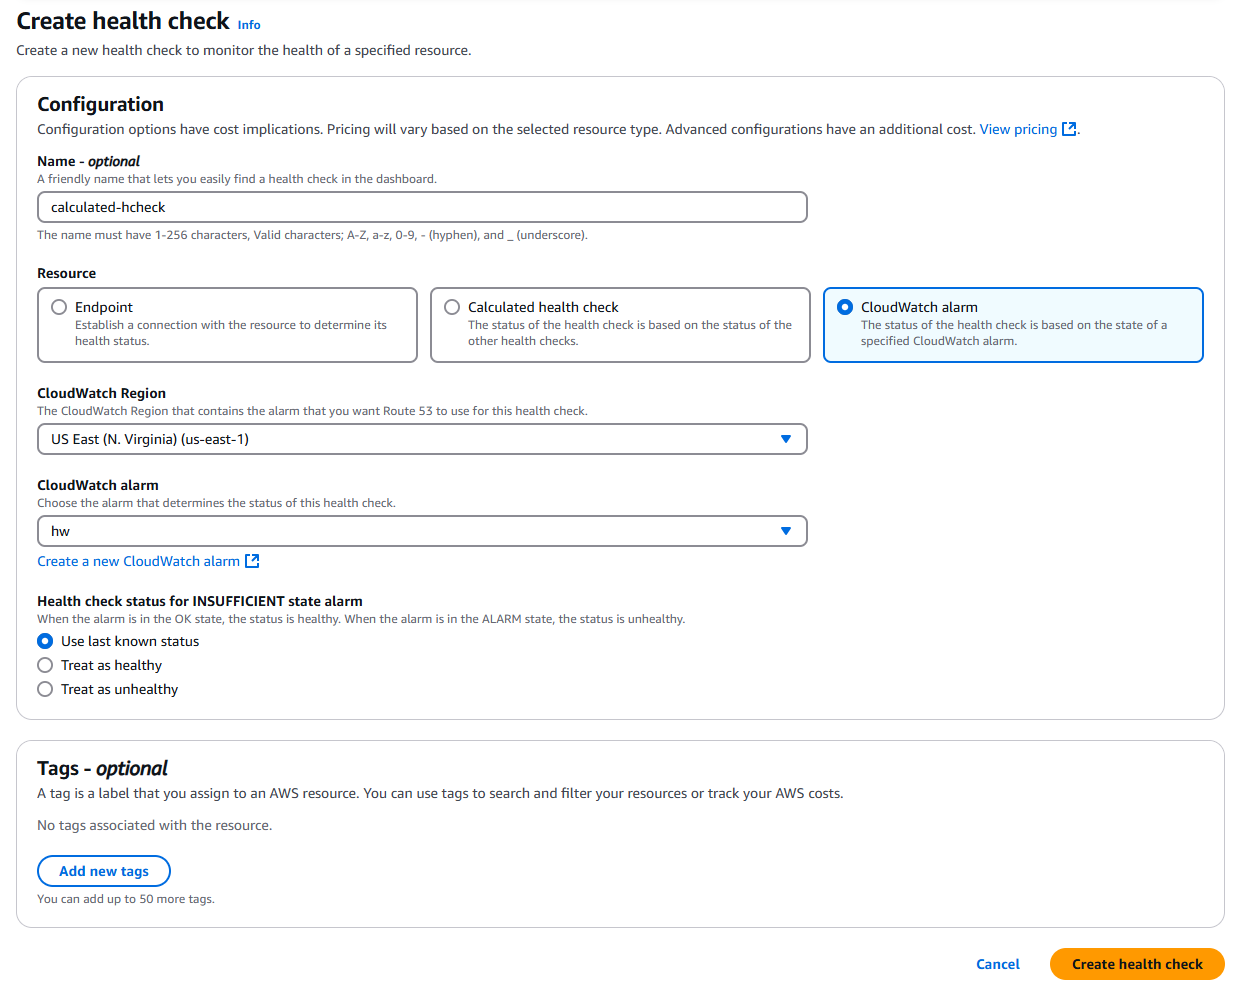 Create health check Info
Create a new health check to monitor the health of a specified resource.
Configuration
Configuration options have cost implications. Pricing will vary based on the selected resource type. Advanced configurations have an additional cost. View pricing.
Name - optional
A friendly name that lets you easily find a health check in the dashboard.
calculated-hcheck
The name must have 1-256 characters, Valid characters; A-Z, a-z, 0-9, - (hyphen), and _ (underscore).
Resource
Endpoint
Establish a connection with the resource to determine its
health status.
Calculated health check
The status of the health check is based on the status of the
other health checks.
CloudWatch alarm
The status of the health check is based on the state of a
specified CloudWatch alarm.
CloudWatch Region
The CloudWatch Region that contains the alarm that you want Route 53 to use for this health check.
US East (N. Virginia) (us-east-1)
CloudWatch alarm
Choose the alarm that determines the status of this health check.
hw
Create a new CloudWatch alarm
Health check status for INSUFFICIENT state alarm
When the alarm is in the OK state, the status is healthy. When the alarm is in the ALARM state, the status is unhealthy.
Use last known status
Treat as healthy
Treat as unhealthy
Tags - optional
A tag is a label that you assign to an AWS resource. You can use tags to search and filter your resources or track your AWS costs.
No tags associated with the resource.
Add new tags
You can add up to 50 more tags.
Cancel
Create health check